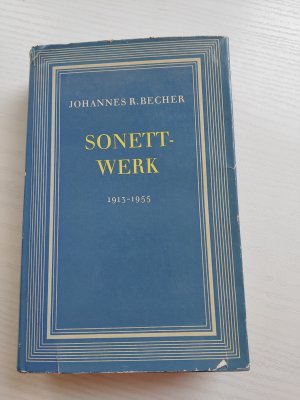 JOHANNES R. BECHER
SONETT-
WERK
1913-1955